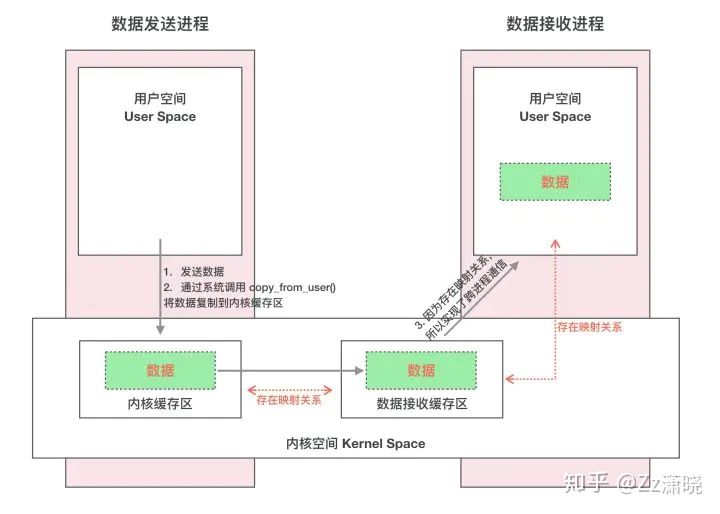 数据发送进程
数据接收进程
用户空间
User Space
用户空间
User Space
数据
1. 发送数据
2. 通过系统调用 copy_from_user()
将数据复制到内核缓存区
3. 因为存在映射关系,
所以实现了跨进程通信
存在映射关系
数据
内核缓存区
存在映射关系
数据
数据接收缓存区
内核空间 Kernel Space
知乎 @Zz潇晓